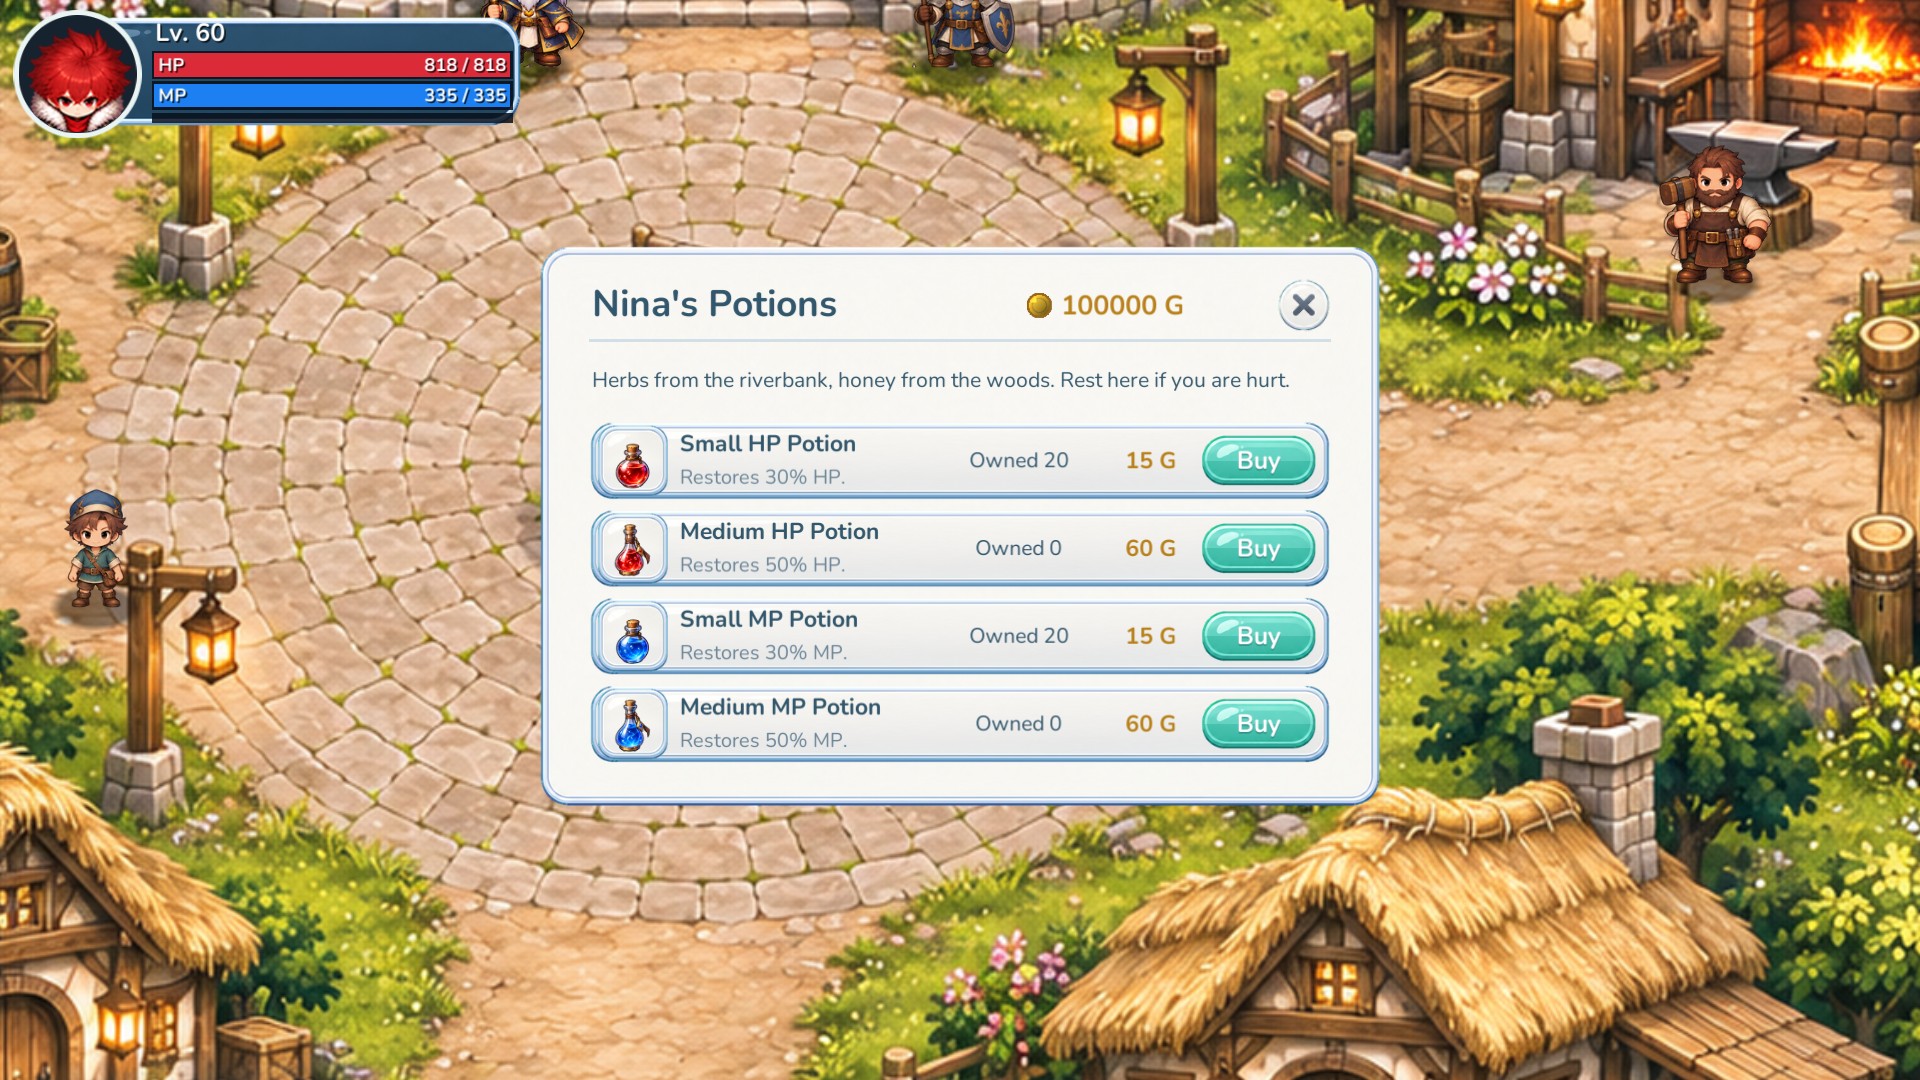 Lv. 60
HP 818 / 818
MP 335 / 335
Nina's Potions
100000 G
Herbs from the riverbank, honey from the woods. Rest here if you are hurt.
Small HP Potion
Restores 30% HP.
Owned 20
15 G
Buy
Medium HP Potion
Restores 50% HP.
Owned 0
60 G
Buy
Small MP Potion
Restores 30% MP.
Owned 20
15 G
Buy
Medium MP Potion
Restores 50% MP.
Owned 0
60 G
Buy